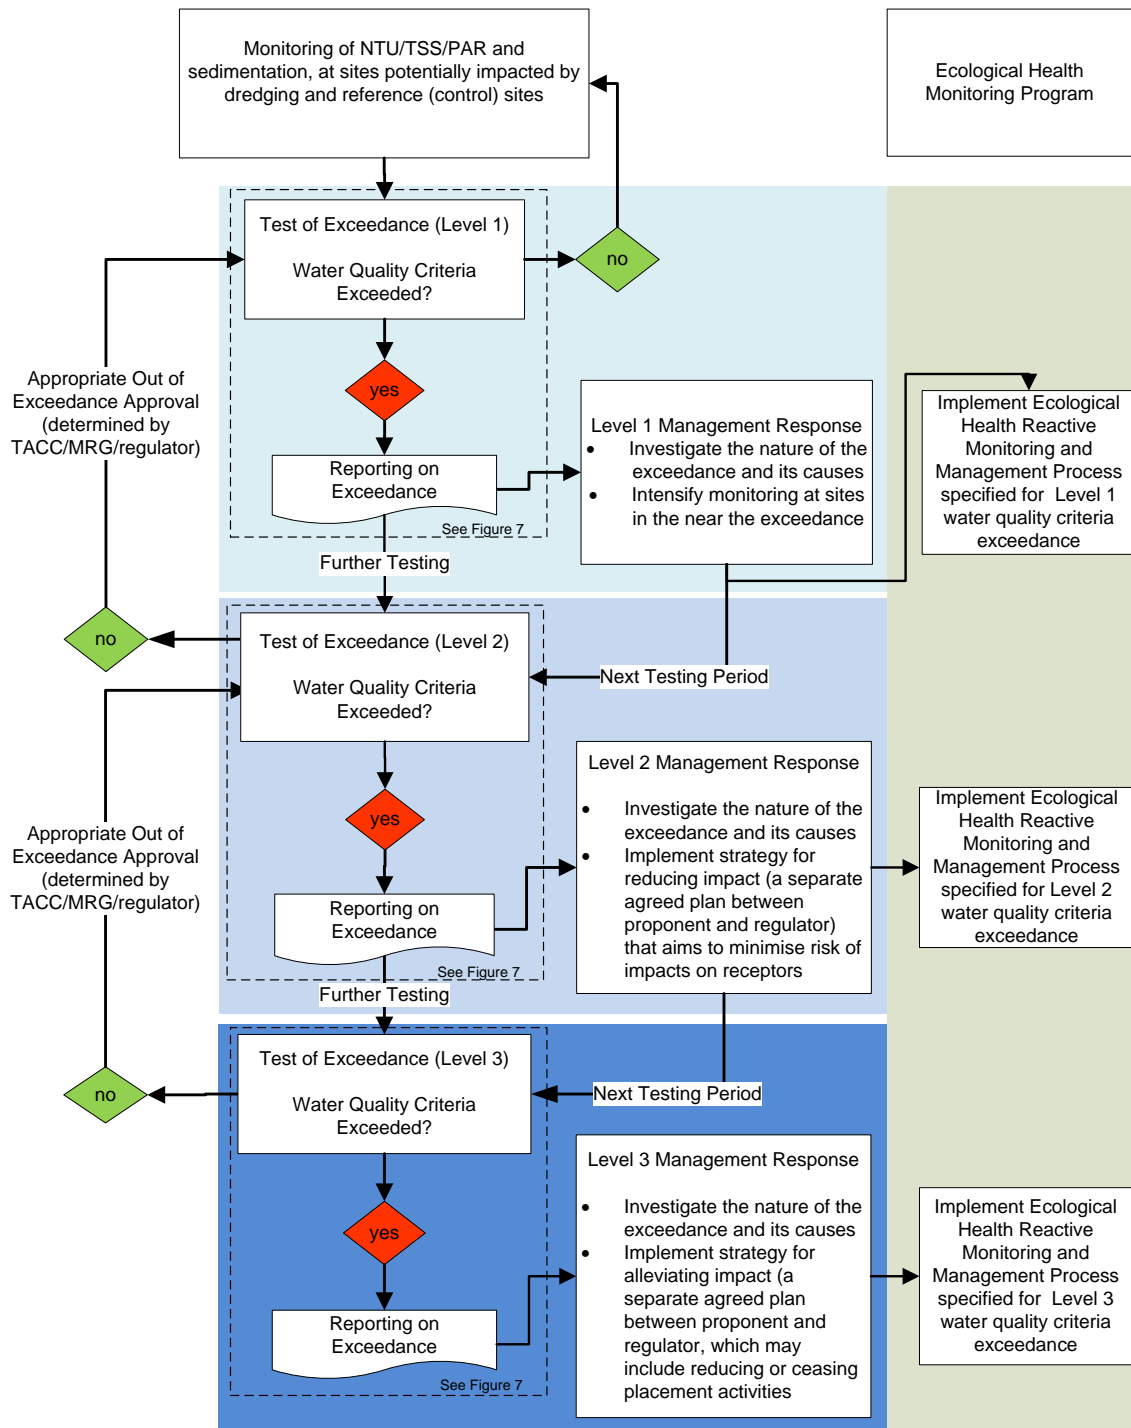 Monitoring of NTU/TSS/PAR and
sedimentation, at sites potentially impacted by
dredging and reference (control) sites
Ecological Health
Monitoring Program
Test of Exceedance (Level 1)
Water Quality Criteria
Exceeded?
no
yes
Appropriate Out of
Exceedance Approval
(determined by
TACC/MRG/regulator)
Reporting on
Exceedance
See Figure 7
Level 1 Management Response
• Investigate the nature of the
exceedance and its causes
• Intensify monitoring at sites
in the near the exceedance
Implement Ecological
Health Reactive
Monitoring and
Management Process
specified for Level 1
water quality criteria
exceedance
Further Testing
Test of Exceedance (Level 2)
Water Quality Criteria
Exceeded?
no
Next Testing Period
yes
Appropriate Out of
Exceedance Approval
(determined by
TACC/MRG/regulator)
Reporting on
Exceedance
See Figure 7
Level 2 Management Response
• Investigate the nature of the
exceedance and its causes
• Implement strategy for
reducing impact (a separate
agreed plan between
proponent and regulator)
that aims to minimise risk of
impacts on receptors
Implement Ecological
Health Reactive
Monitoring and
Management Process
specified for Level 2
water quality criteria
exceedance
Further Testing
Test of Exceedance (Level 3)
Water Quality Criteria
Exceeded?
no
Next Testing Period
yes
Reporting on
Exceedance
See Figure 7
Level 3 Management Response
• Investigate the nature of the
exceedance and its causes
• Implement strategy for
alleviating impact (a
separate agreed plan
between proponent and
regulator, which may
include reducing or ceasing
placement activities
Implement Ecological
Health Reactive
Monitoring and
Management Process
specified for Level 3
water quality criteria
exceedance